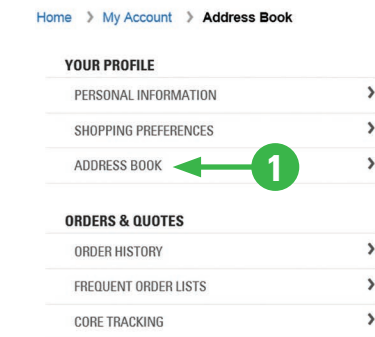 Home > My Account > Address Book
YOUR PROFILE
PERSONAL INFORMATION >
SHOPPING PREFERENCES >
ADDRESS BOOK 1 >
ORDERS & QUOTES
ORDER HISTORY >
FREQUENT ORDER LISTS >
CORE TRACKING >